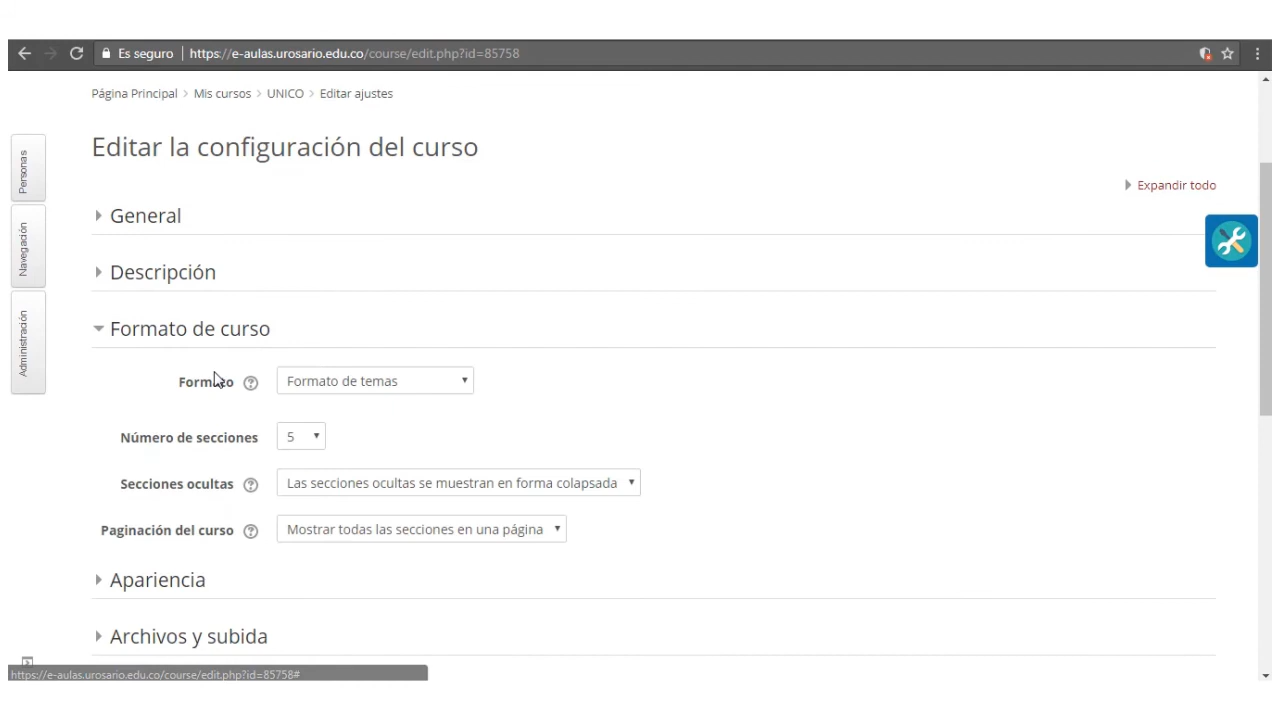 Es seguro https://e-aulas.urosario.edu.co/course/edit.php?id=85758
Página Principal > Mis cursos > UNICO > Editar ajustes
Editar la configuración del curso
Expandir todo
Personas
Navegación
Administración
General
Descripción
Formato de curso
Formato Formato de temas
Número de secciones 5
Secciones ocultas Las secciones ocultas se muestran en forma colapsada
Paginación del curso Mostrar todas las secciones en una página
Apariencia
Archivos y subida
https://e-aulas.urosario.edu.co/course/edit.php?id=85758#